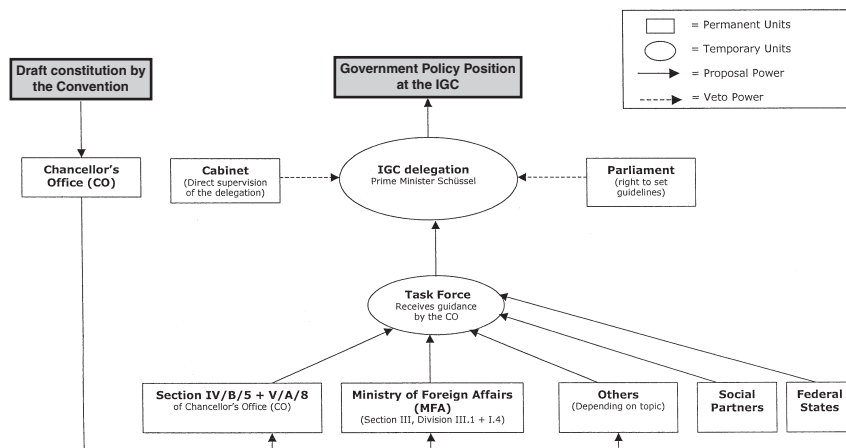 = Permanent Units
= Temporary Units
= Proposal Power
= Veto Power
Draft constitution by
the Convention
Government Policy Position
at the IGC
Chancellor's
Office (CO)
Cabinet
(Direct supervision
of the delegation)
IGC delegation
Prime Minister Schüssel
Parliament
(right to set
guidelines)
Task Force
Receives guidance
by the CO
Section IV/B/5 + V/A/8
of Chancellor's Office (CO)
Ministry of Foreign Affairs
(MFA)
(Section III, Division III.1 + I.4)
Others
(Depending on topic)
Social
Partners
Federal
States